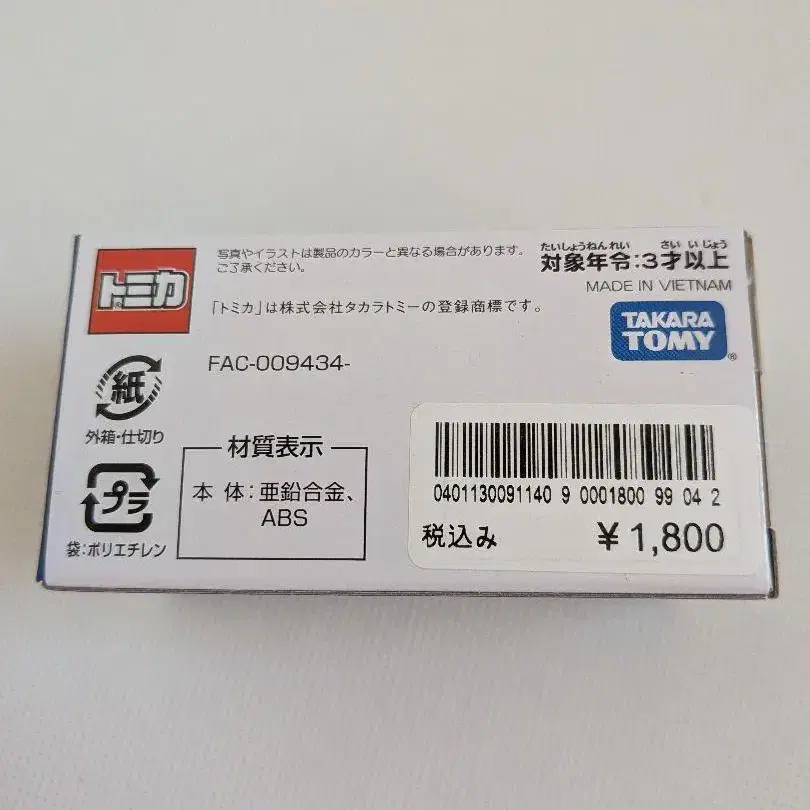 トミカ
®
写真やイラストは製品のカラーと異なる場合があります。
ご了承ください。
「トミカ」は株式会社タカラトミーの登録商標です。
たいしょうねんれい さい いじょう
対象年令:3才以上
MADE IN VIETNAM
TAKARA
TOMY
®
FAC-009434-
紙
外箱・仕切り
プラ
袋:ポリエチレン
材質表示
本 体:亜鉛合金、
ABS
0401130091140 9 0001800 99 04 2
税込み ¥1,800